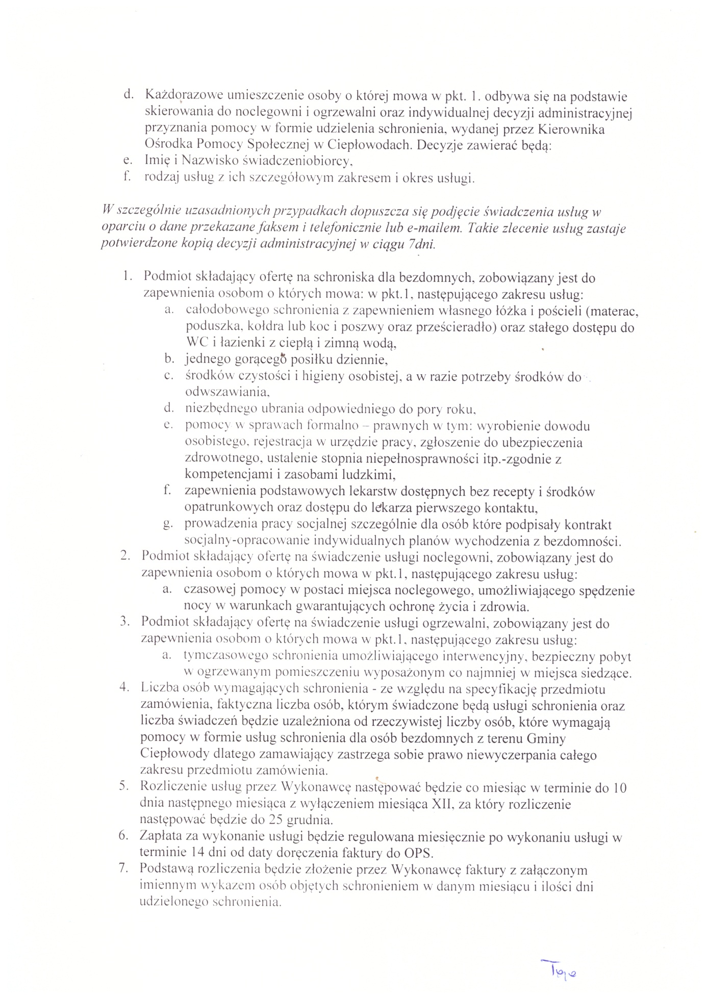 d. Każdorazowe umieszczenie osoby o której mowa w pkt. 1. odbywa się na podstawie
skierowania do noclegowni i ogrzewalni oraz indywidualnej decyzji administracyjnej
przyznania pomocy w formie udzielenia schronienia, wydanej przez Kierownika
Ośrodka Pomocy Społecznej w Ciepłowodach. Decyzje zawierać będą:
e. Imię i Nazwisko świadczeniobiorcy,
f. rodzaj usług z ich szczegółowym zakresem i okres usługi.
W szczególnie uzasadnionych przypadkach dopuszcza się podjęcie świadczenia usług w
oparciu o dane przekazane faksem i telefonicznie lub e-mailem. Takie zlecenie usług zastaje
potwierdzone kopią decyzji administracyjnej w ciągu 7dni.
1. Podmiot składający ofertę na schroniska dla bezdomnych, zobowiązany jest do
zapewnienia osobom o których mowa: w pkt.1, następującego zakresu usług:
a. całodobowego schronienia z zapewnieniem własnego łóżka i pościeli (materac,
poduszka, kołdra lub koc i poszwy oraz prześcieradło) oraz stałego dostępu do
WC i łazienki z ciepłą i zimną wodą,
b. jednego gorącego posiłku dziennie,
c. środków czystości i higieny osobistej, a w razie potrzeby środków do
odwszawiania,
d. niezbędnego ubrania odpowiedniego do pory roku,
e. pomocy w sprawach formalno – prawnych w tym: wyrobienie dowodu
osobistego, rejestracja w urzędzie pracy, zgłoszenie do ubezpieczenia
zdrowotnego, ustalenie stopnia niepełnosprawności itp.-zgodnie z
kompetencjami i zasobami ludzkimi,
f. zapewnienia podstawowych lekarstw dostępnych bez recepty i środków
opatrunkowych oraz dostępu do lekarza pierwszego kontaktu,
g. prowadzenia pracy socjalnej szczególnie dla osób które podpisały kontrakt
socjalny-opracowanie indywidualnych planów wychodzenia z bezdomności.
2. Podmiot składający ofertę na świadczenie usługi noclegowni, zobowiązany jest do
zapewnienia osobom o których mowa w pkt.1, następującego zakresu usług:
a. czasowej pomocy w postaci miejsca noclegowego, umożliwiającego spędzenie
nocy w warunkach gwarantujących ochronę życia i zdrowia.
3. Podmiot składający ofertę na świadczenie usługi ogrzewalni, zobowiązany jest do
zapewnienia osobom o których mowa w pkt.1, następującego zakresu usług:
a. tymczasowego schronienia umożliwiającego interwencyjny, bezpieczny pobyt
w ogrzewanym pomieszczeniu wyposażonym co najmniej w miejsca siedzące.
4. Liczba osób wymagających schronienia - ze względu na specyfikację przedmiotu
zamówienia, faktyczna liczba osób, którym świadczone będą usługi schronienia oraz
liczba świadczeń będzie uzależniona od rzeczywistej liczby osób, które wymagają
pomocy w formie usług schronienia dla osób bezdomnych z terenu Gminy
Ciepłowody dlatego zamawiający zastrzega sobie prawo niewyczerpania całego
zakresu przedmiotu zamówienia.
5. Rozliczenie usług przez Wykonawcę następować będzie co miesiąc w terminie do 10
dnia następnego miesiąca z wyłączeniem miesiąca XII, za który rozliczenie
następować będzie do 25 grudnia.
6. Zapłata za wykonanie usługi będzie regulowana miesięcznie po wykonaniu usługi w
terminie 14 dni od daty doręczenia faktury do OPS.
7. Podstawą rozliczenia będzie złożenie przez Wykonawcę faktury z załączonym
imiennym wykazem osób objętych schronieniem w danym miesiącu i ilości dni
udzielonego schronienia.